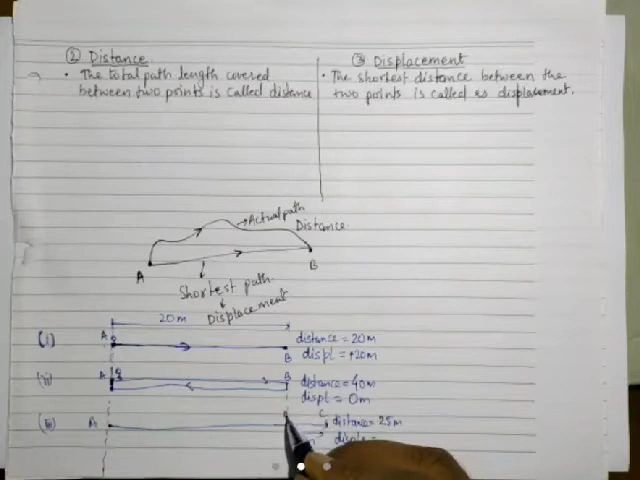 ② Distance
③ Displacement
• The total path length covered
between two points is called distance
• The shortest distance between the
two points is called as displacement.
→ Actual path
Distance
A
B
Shortest path
Displacement
20m
(i) A B distance = 20m
displ = +20m
(ii) A B distance = 40m
displ = 0m
(iii) A C distance = 25m
displ =